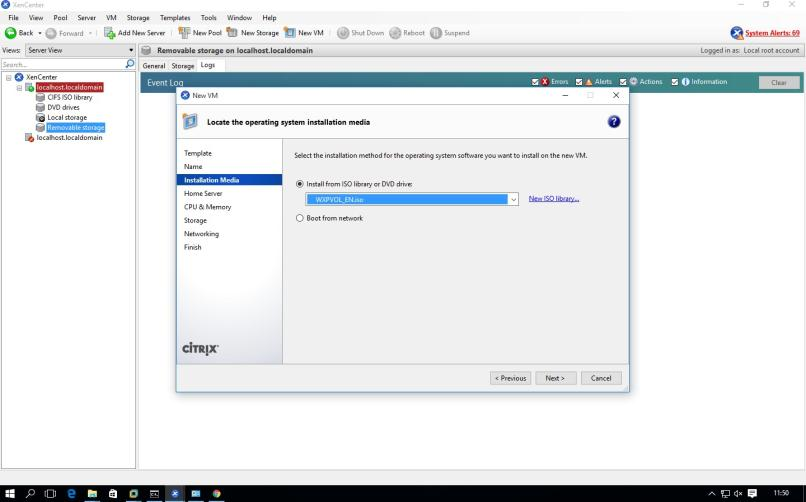 XenCenter
File View Pool Server VM Storage Templates Tools Window Help
Back Forward Add New Server New Pool New Storage New VM Shut Down Reboot Suspend System Alerts: 69
Views: Server View Removable storage on localhost.localdomain Logged in as: Local root account
Search... General Storage Logs
XenCenter
localhost.localdomain
CIFS ISO library
DVD drives
Local storage
Removable storage
localhost.localdomain
Event Log Errors Alerts Actions Information Clear
New VM
Locate the operating system installation media
Template
Name
Installation Media
Home Server
CPU & Memory
Storage
Networking
Finish
CITRIX
Select the installation method for the operating system software you want to install on the new VM.
Install from ISO library or DVD drive:
WXPVOL_EN.iso New ISO library...
Boot from network
< Previous Next > Cancel
11:50